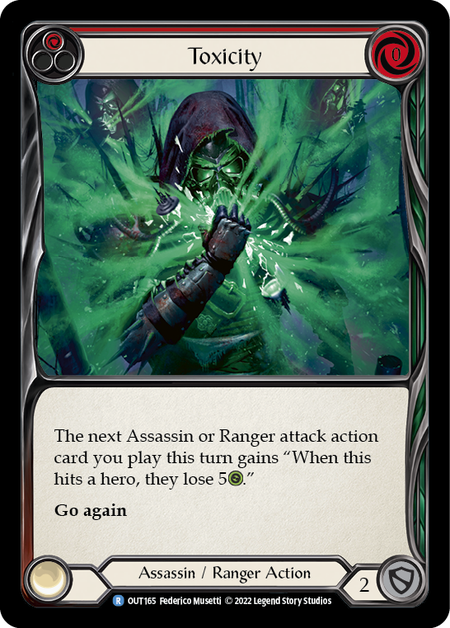 Toxicity
0
The next Assassin or Ranger attack action
card you play this turn gains “When this
hits a hero, they lose 5.”
Go again
Assassin / Ranger Action
2
R OUT165 Federico Musetti © 2022 Legend Story Studios